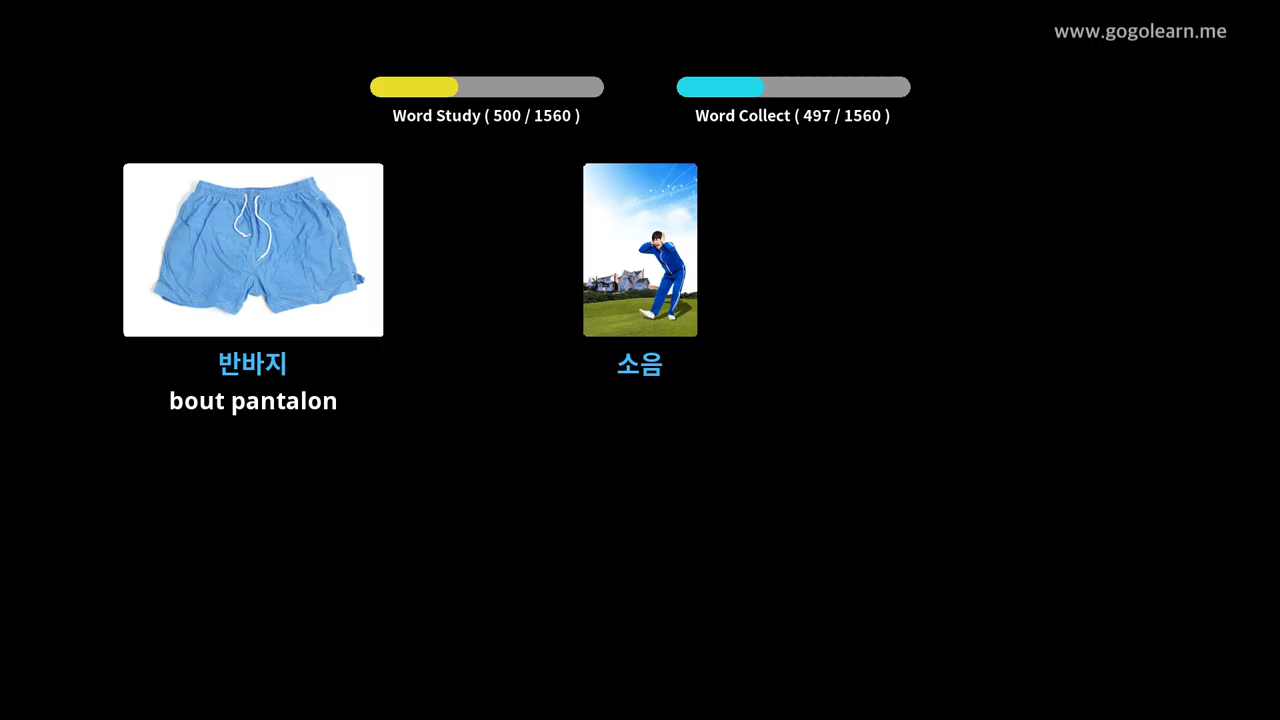 www.gogolearn.me
Word Study ( 500 / 1560 )
Word Collect ( 497 / 1560 )
반바지
bout pantalon
소음